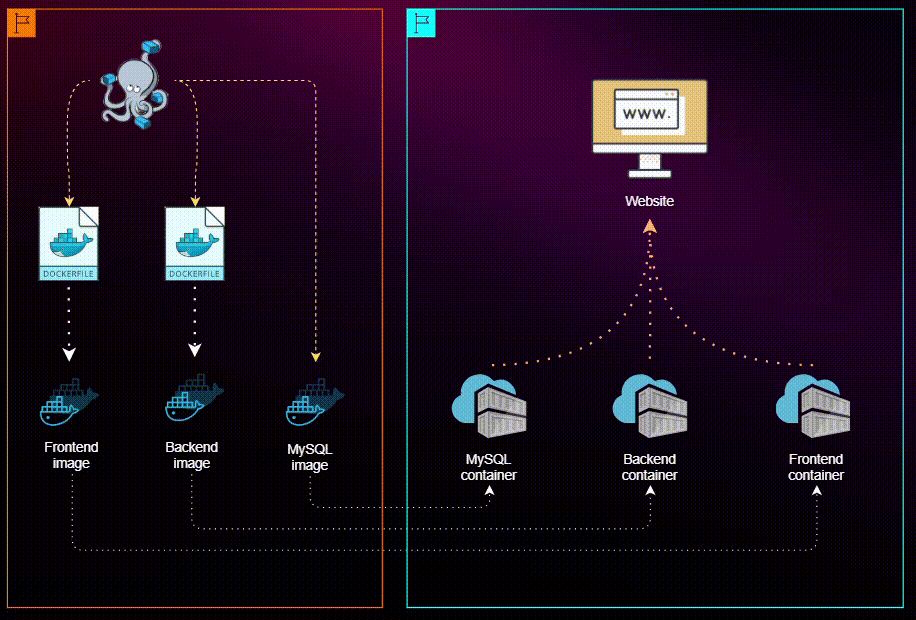 WWW.
Website
DOCKERFILE
DOCKERFILE
Frontend
image
Backend
image
MySQL
image
MySQL
container
Backend
container
Frontend
container